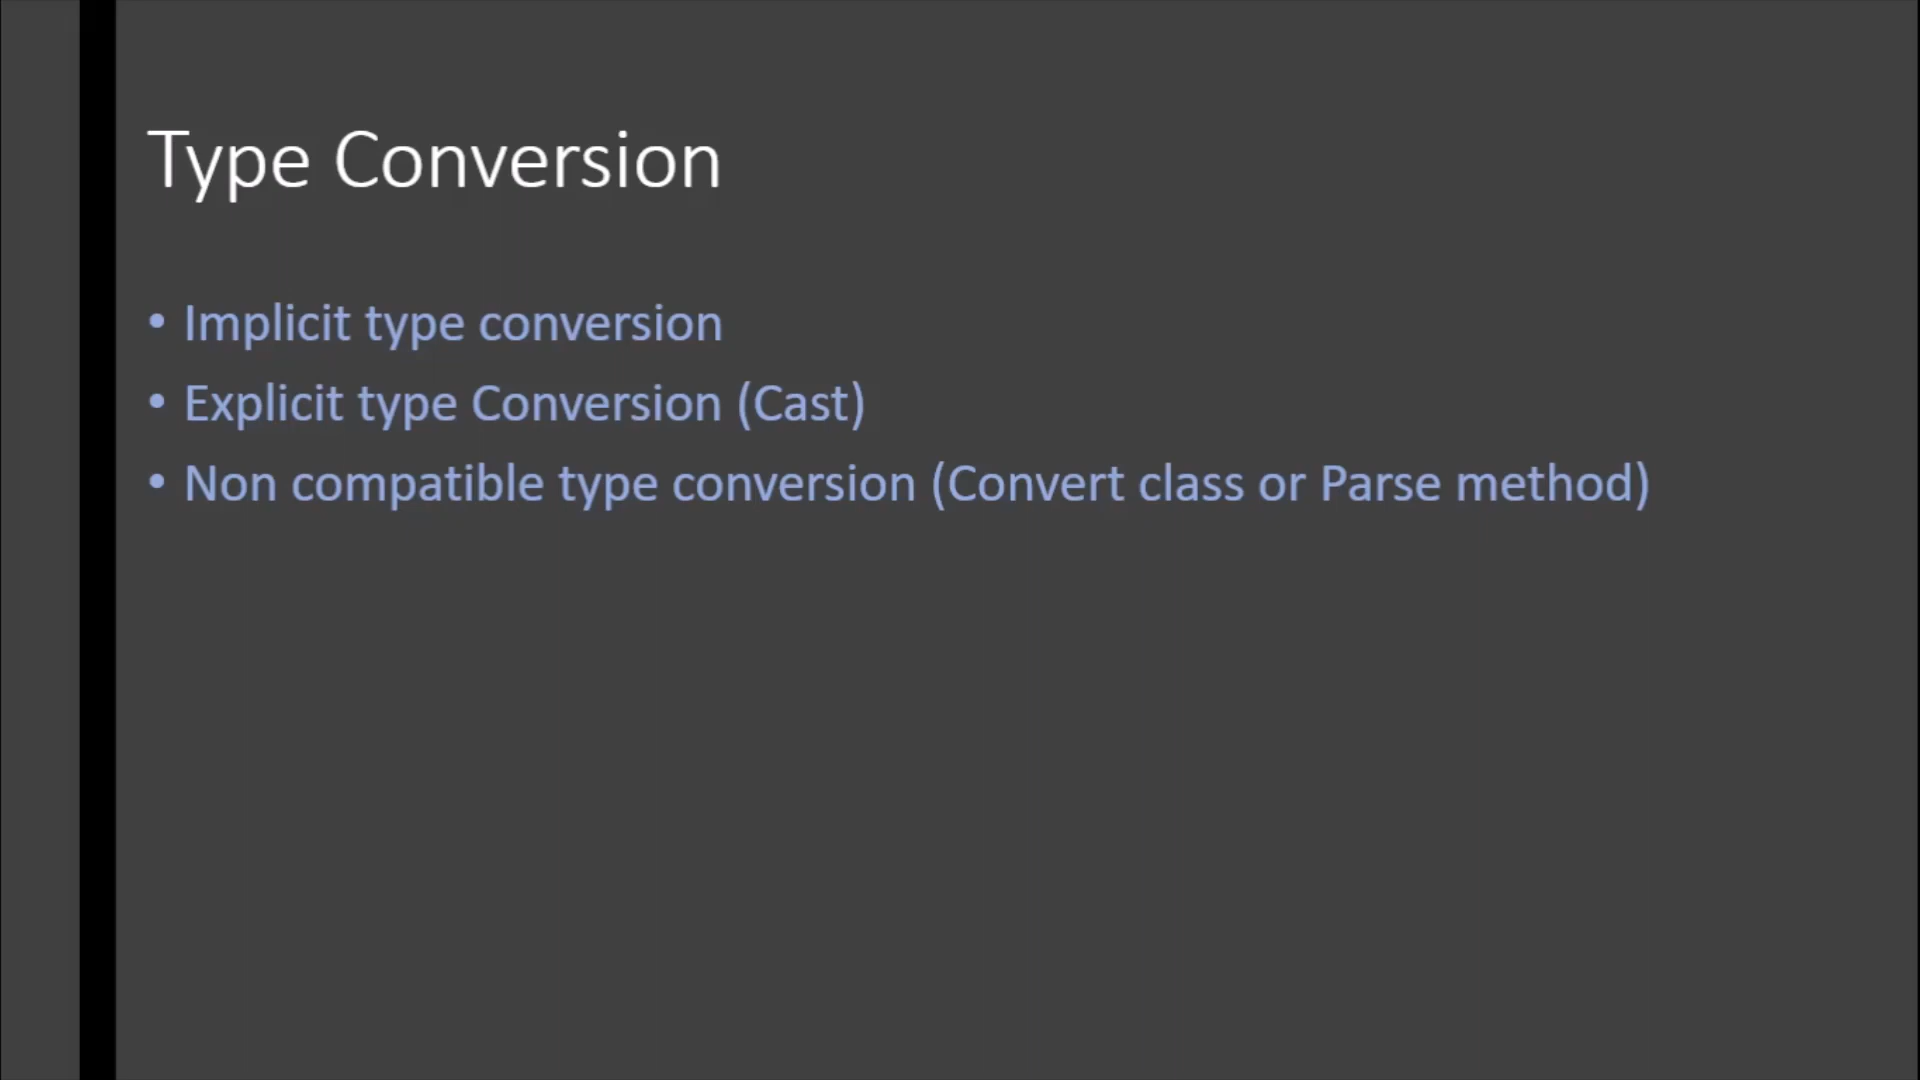 Type Conversion
• Implicit type conversion
• Explicit type Conversion (Cast)
• Non compatible type conversion (Convert class or Parse method)